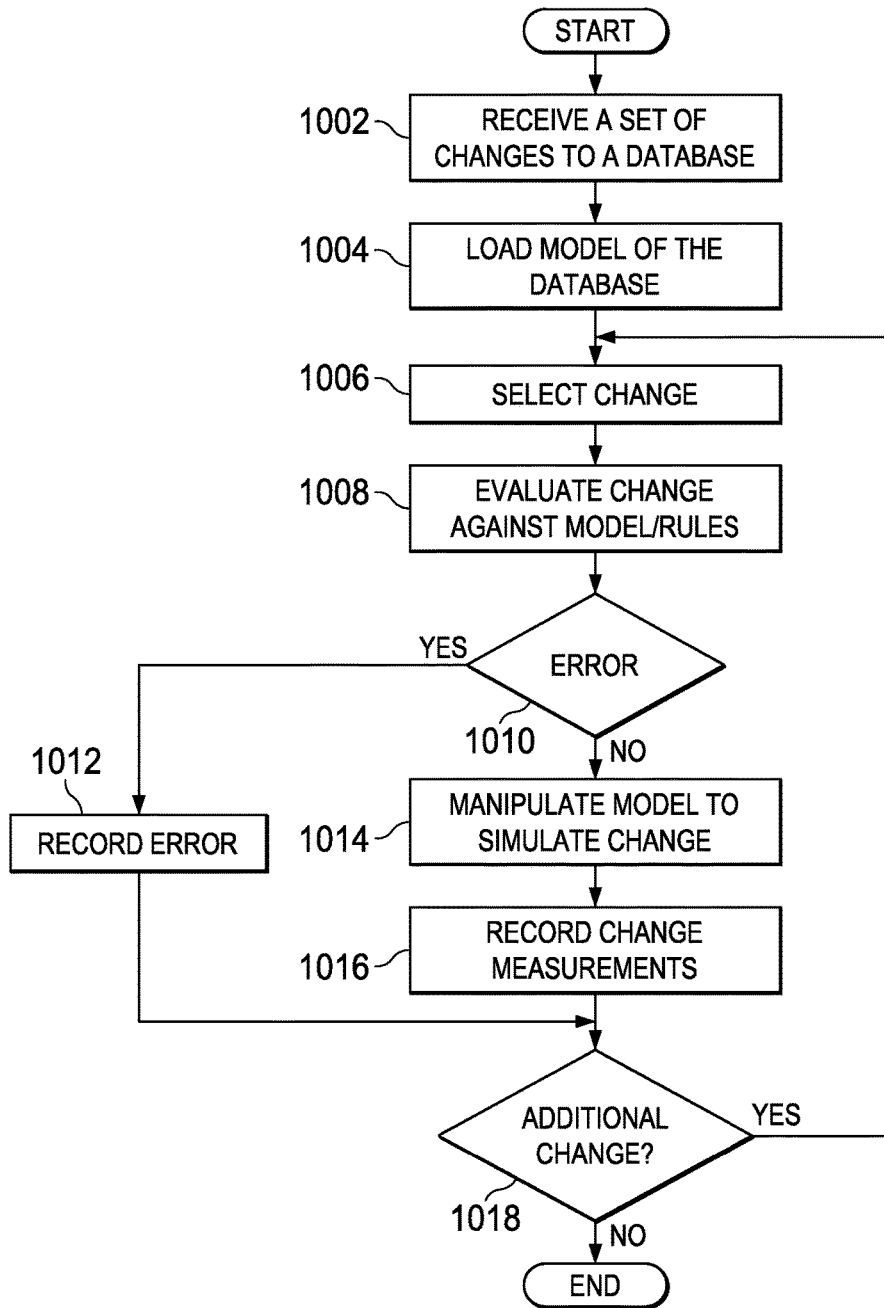 START
1002
RECEIVE A SET OF
CHANGES TO A DATABASE
1004
LOAD MODEL OF THE
DATABASE
1006
SELECT CHANGE
1008
EVALUATE CHANGE
AGAINST MODEL/RULES
YES
ERROR
1010
NO
1012
RECORD ERROR
1014
MANIPULATE MODEL TO
SIMULATE CHANGE
1016
RECORD CHANGE
MEASUREMENTS
ADDITIONAL
CHANGE?
YES
1018
NO
END